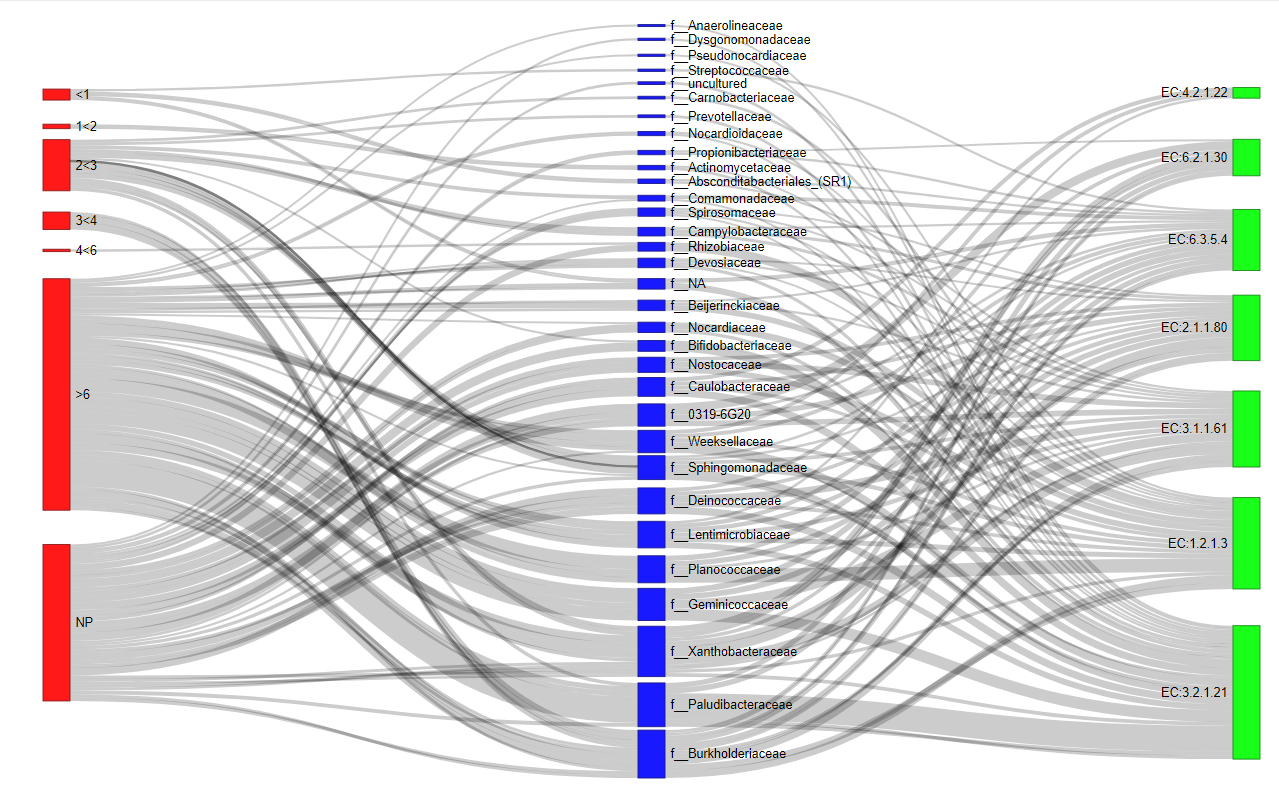 <1
1<2
2<3
3<4
4<6
>6
NP
f__Anaerolineaceae
f__Dysgonomonadaceae
f__Pseudonocardiaceae
f__Streptococcaceae
f__uncultured
f__Carnobacteriaceae
f__Prevotellaceae
f__Nocardioidaceae
f__Propionibacteriaceae
f__Actinomycetaceae
f__Absconditabacteriales_(SR1)
f__Comamonadaceae
f__Spirosomaceae
f__Campylobacteraceae
f__Rhizobiaceae
f__Devosiaceae
f__NA
f__Beijerinckiaceae
f__Nocardiaceae
f__Bifidobacteriaceae
f__Nostocaceae
f__Caulobacteraceae
f__0319-6G20
f__Weeksellaceae
f__Sphingomonadaceae
f__Deinococcaceae
f__Lentimicrobiaceae
f__Planococcaceae
f__Geminicoccaceae
f__Xanthobacteraceae
f__Paludibacteraceae
f__Burkholderiaceae
EC:4.2.1.22
EC:6.2.1.30
EC:6.3.5.4
EC:2.1.1.80
EC:3.1.1.61
EC:1.2.1.3
EC:3.2.1.21